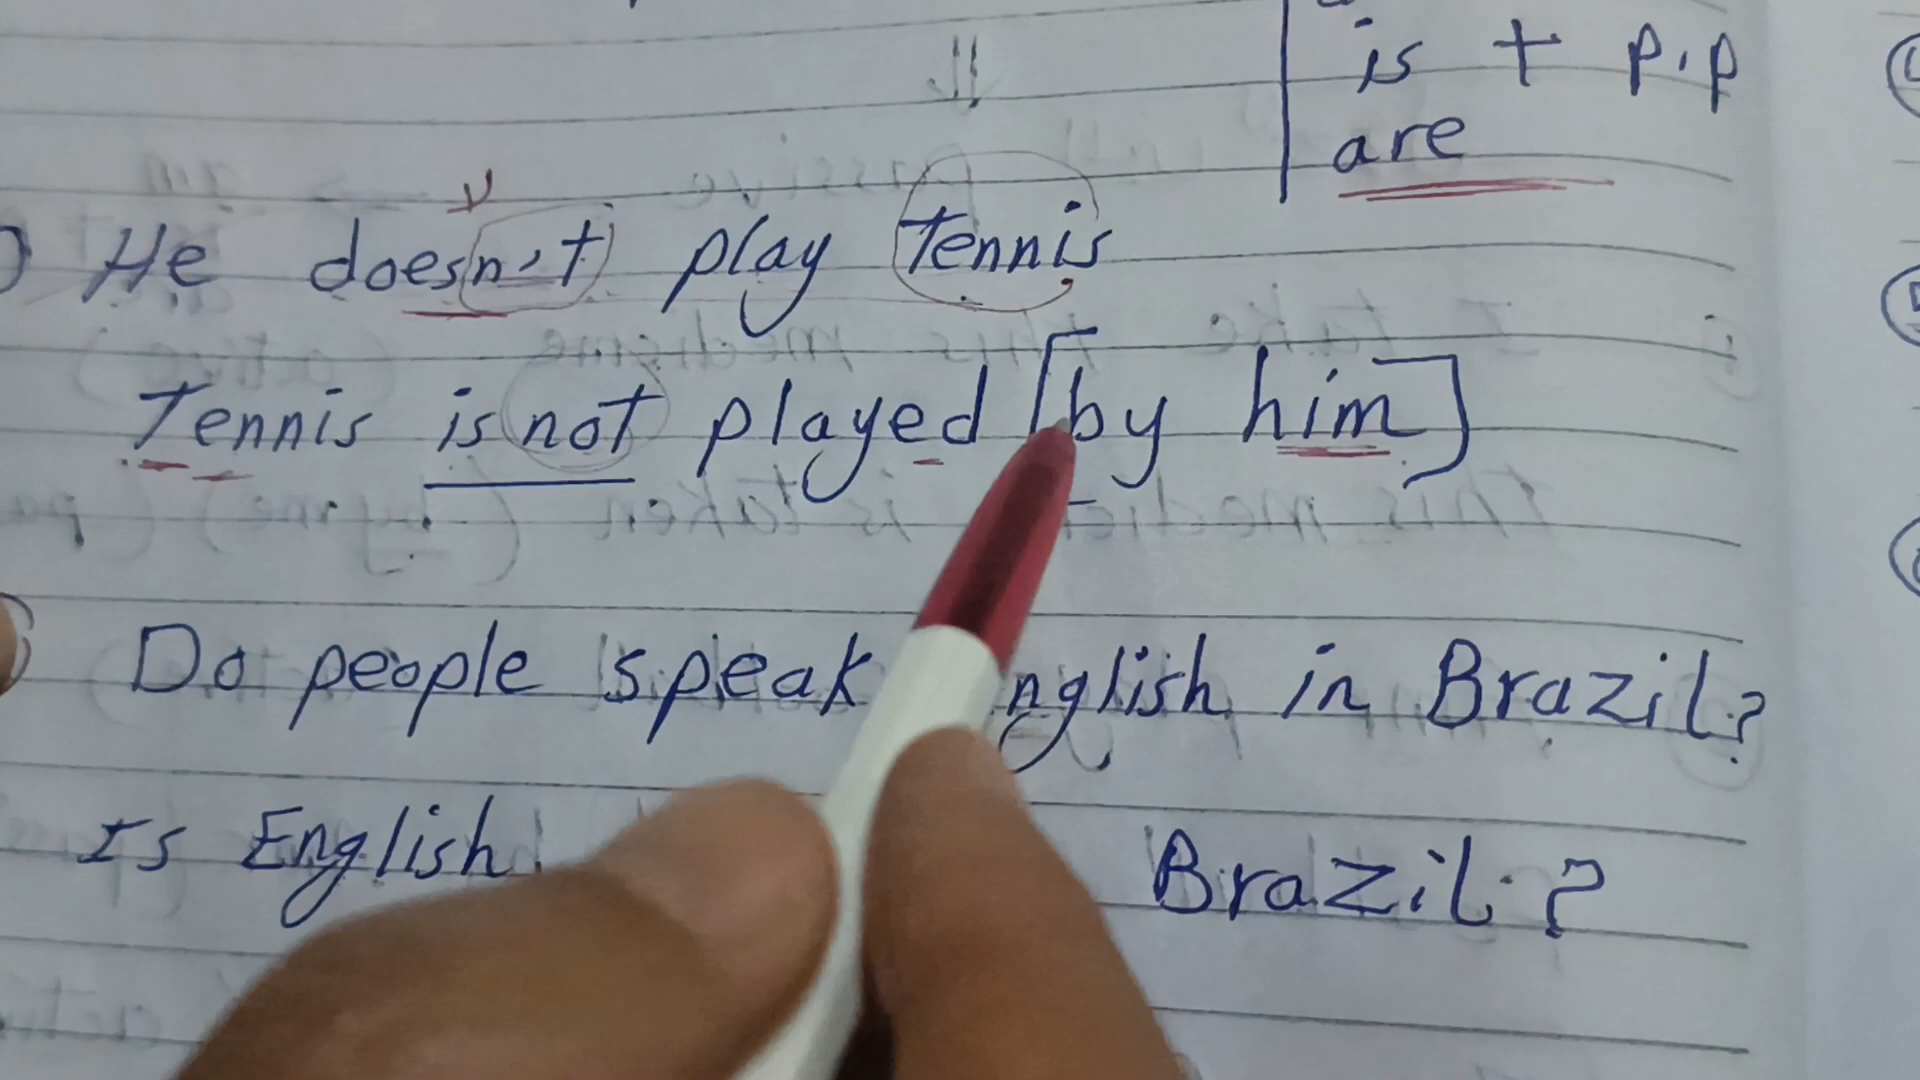 is + p.p
are
He doesn't play Tennis
Tennis is not played [by him]
Do people speak nglish in Brazil?
Is English Brazil?